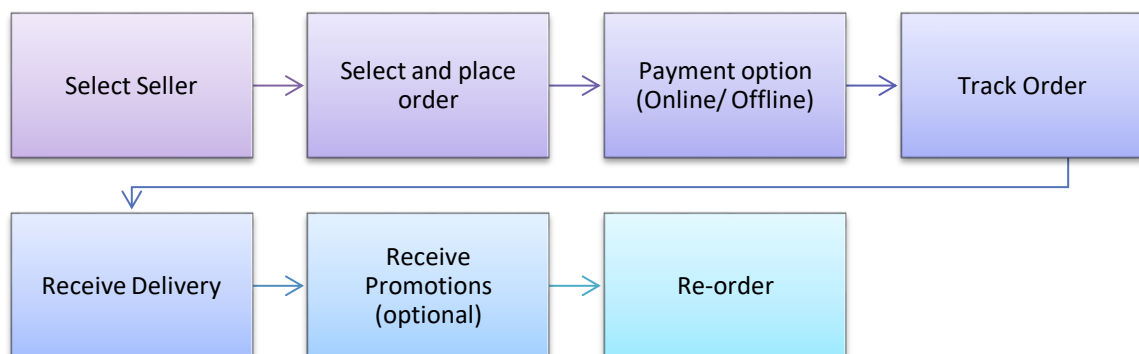 Select Seller
Select and place
order
Payment option
(Online/ Offline)
Track Order
Receive Delivery
Receive
Promotions
(optional)
Re-order